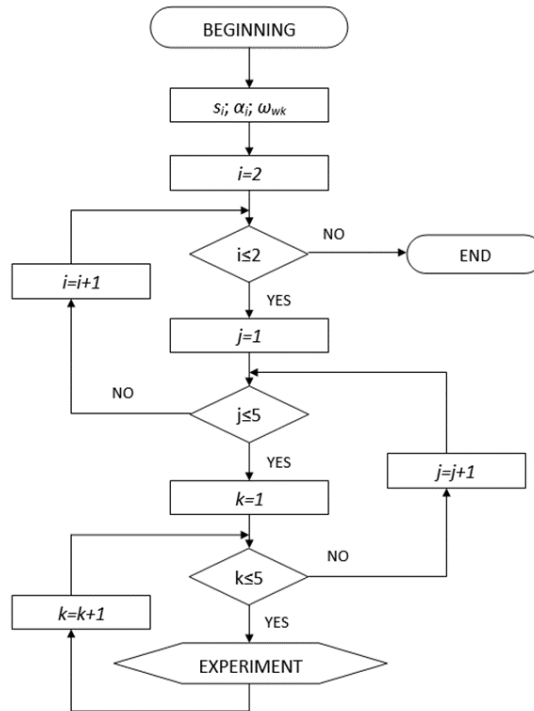 BEGINNING
sᵢ; αᵢ; ωwk
i=2
NO
i≤2
END
i=i+1
YES
j=1
NO
j≤5
YES
j=j+1
k=1
NO
k≤5
k=k+1
YES
EXPERIMENT